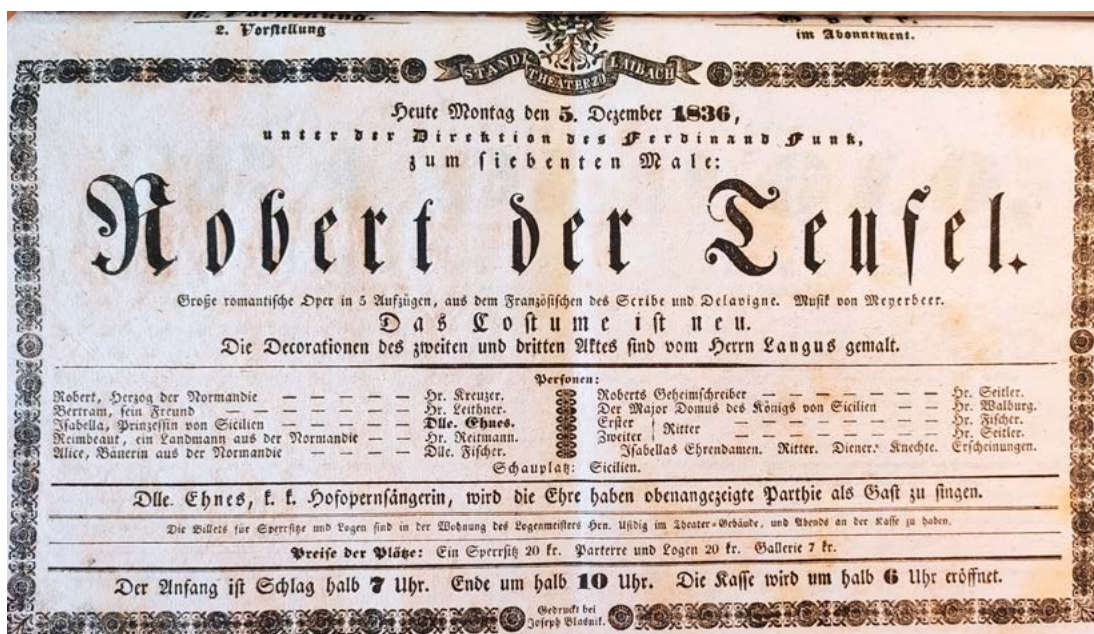 2. Vorstellung
im Abonnement.
STÄND. THEATER ZU LAIBACH
Heute Montag den 5. Dezember 1836,
unter der Direktion des Ferdinand Funk,
zum siebenten Male:
Robert der Teufel.
Große romantische Oper in 5 Aufzügen, aus dem Französischen des Scribe und Delavigne. Musik von Meyerbeer.
Das Costume ist neu.
Die Decorationen des zweiten und dritten Aktes sind vom Herrn Langus gemalt.
Personen:
Robert, Herzog der Normandie — — — — — Hr. Kreuzer.
Bertram, sein Freund — — — — — — Hr. Leithner.
Isabella, Prinzessin von Sicilien — — — — — Dlle. Ehnes.
Reimbeaut, ein Landmann aus der Normandie — — Hr. Reitmann.
Alice, Bäuerin aus der Normandie — — — — Dlle. Fischer.
Roberts Geheimschreiber — — — — — — Hr. Seitler.
Der Major Domus des Königs von Sicilien — — — Hr. Walburg.
Erster } Ritter — — — — — — — Hr. Fischer.
Zweiter } — — — — — — — Hr. Seitler.
Isabellas Ehrendamen. Ritter. Diener. Knechte. Erscheinungen.
Schauplatz: Sicilien.
Dlle. Ehnes, k. k. Hofopernsängerin, wird die Ehre haben obenangezeigte Parthie als Gast zu singen.
Die Billets für Sperrsitze und Logen sind in der Wohnung des Logenmeisters Hrn. Uschig im Theater-Gebäude, und Abends an der Kasse zu haben.
Preise der Plätze: Ein Sperrsitz 20 kr. Parterre und Logen 20 kr. Gallerie 7 kr.
Der Anfang ist Schlag halb 7 Uhr. Ende um halb 10 Uhr. Die Kasse wird um halb 6 Uhr eröffnet.
Gedruckt bei
Joseph Blasnik.